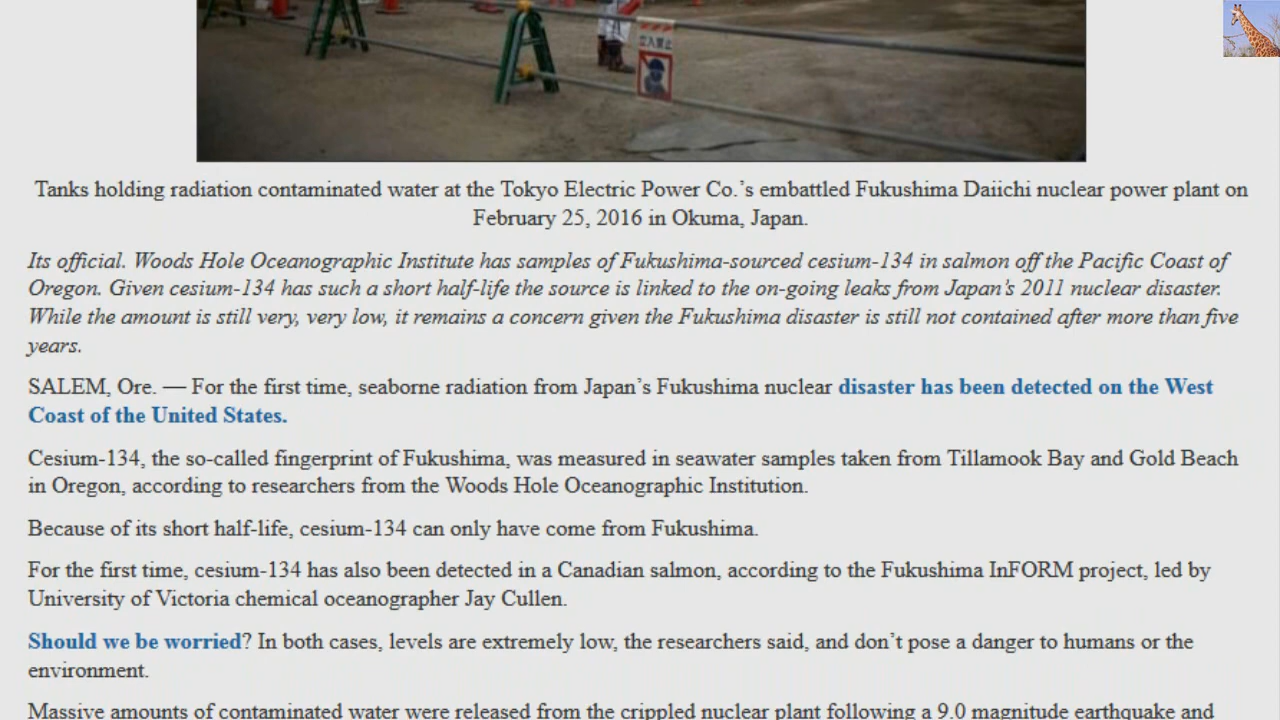 立入禁止
Tanks holding radiation contaminated water at the Tokyo Electric Power Co.’s embattled Fukushima Daiichi nuclear power plant on
February 25, 2016 in Okuma, Japan.
Its official. Woods Hole Oceanographic Institute has samples of Fukushima-sourced cesium-134 in salmon off the Pacific Coast of
Oregon. Given cesium-134 has such a short half-life the source is linked to the on-going leaks from Japan’s 2011 nuclear disaster.
While the amount is still very, very low, it remains a concern given the Fukushima disaster is still not contained after more than five
years.
SALEM, Ore. — For the first time, seaborne radiation from Japan’s Fukushima nuclear disaster has been detected on the West
Coast of the United States.
Cesium-134, the so-called fingerprint of Fukushima, was measured in seawater samples taken from Tillamook Bay and Gold Beach
in Oregon, according to researchers from the Woods Hole Oceanographic Institution.
Because of its short half-life, cesium-134 can only have come from Fukushima.
For the first time, cesium-134 has also been detected in a Canadian salmon, according to the Fukushima InFORM project, led by
University of Victoria chemical oceanographer Jay Cullen.
Should we be worried? In both cases, levels are extremely low, the researchers said, and don’t pose a danger to humans or the
environment.
Massive amounts of contaminated water were released from the crippled nuclear plant following a 9.0 magnitude earthquake and